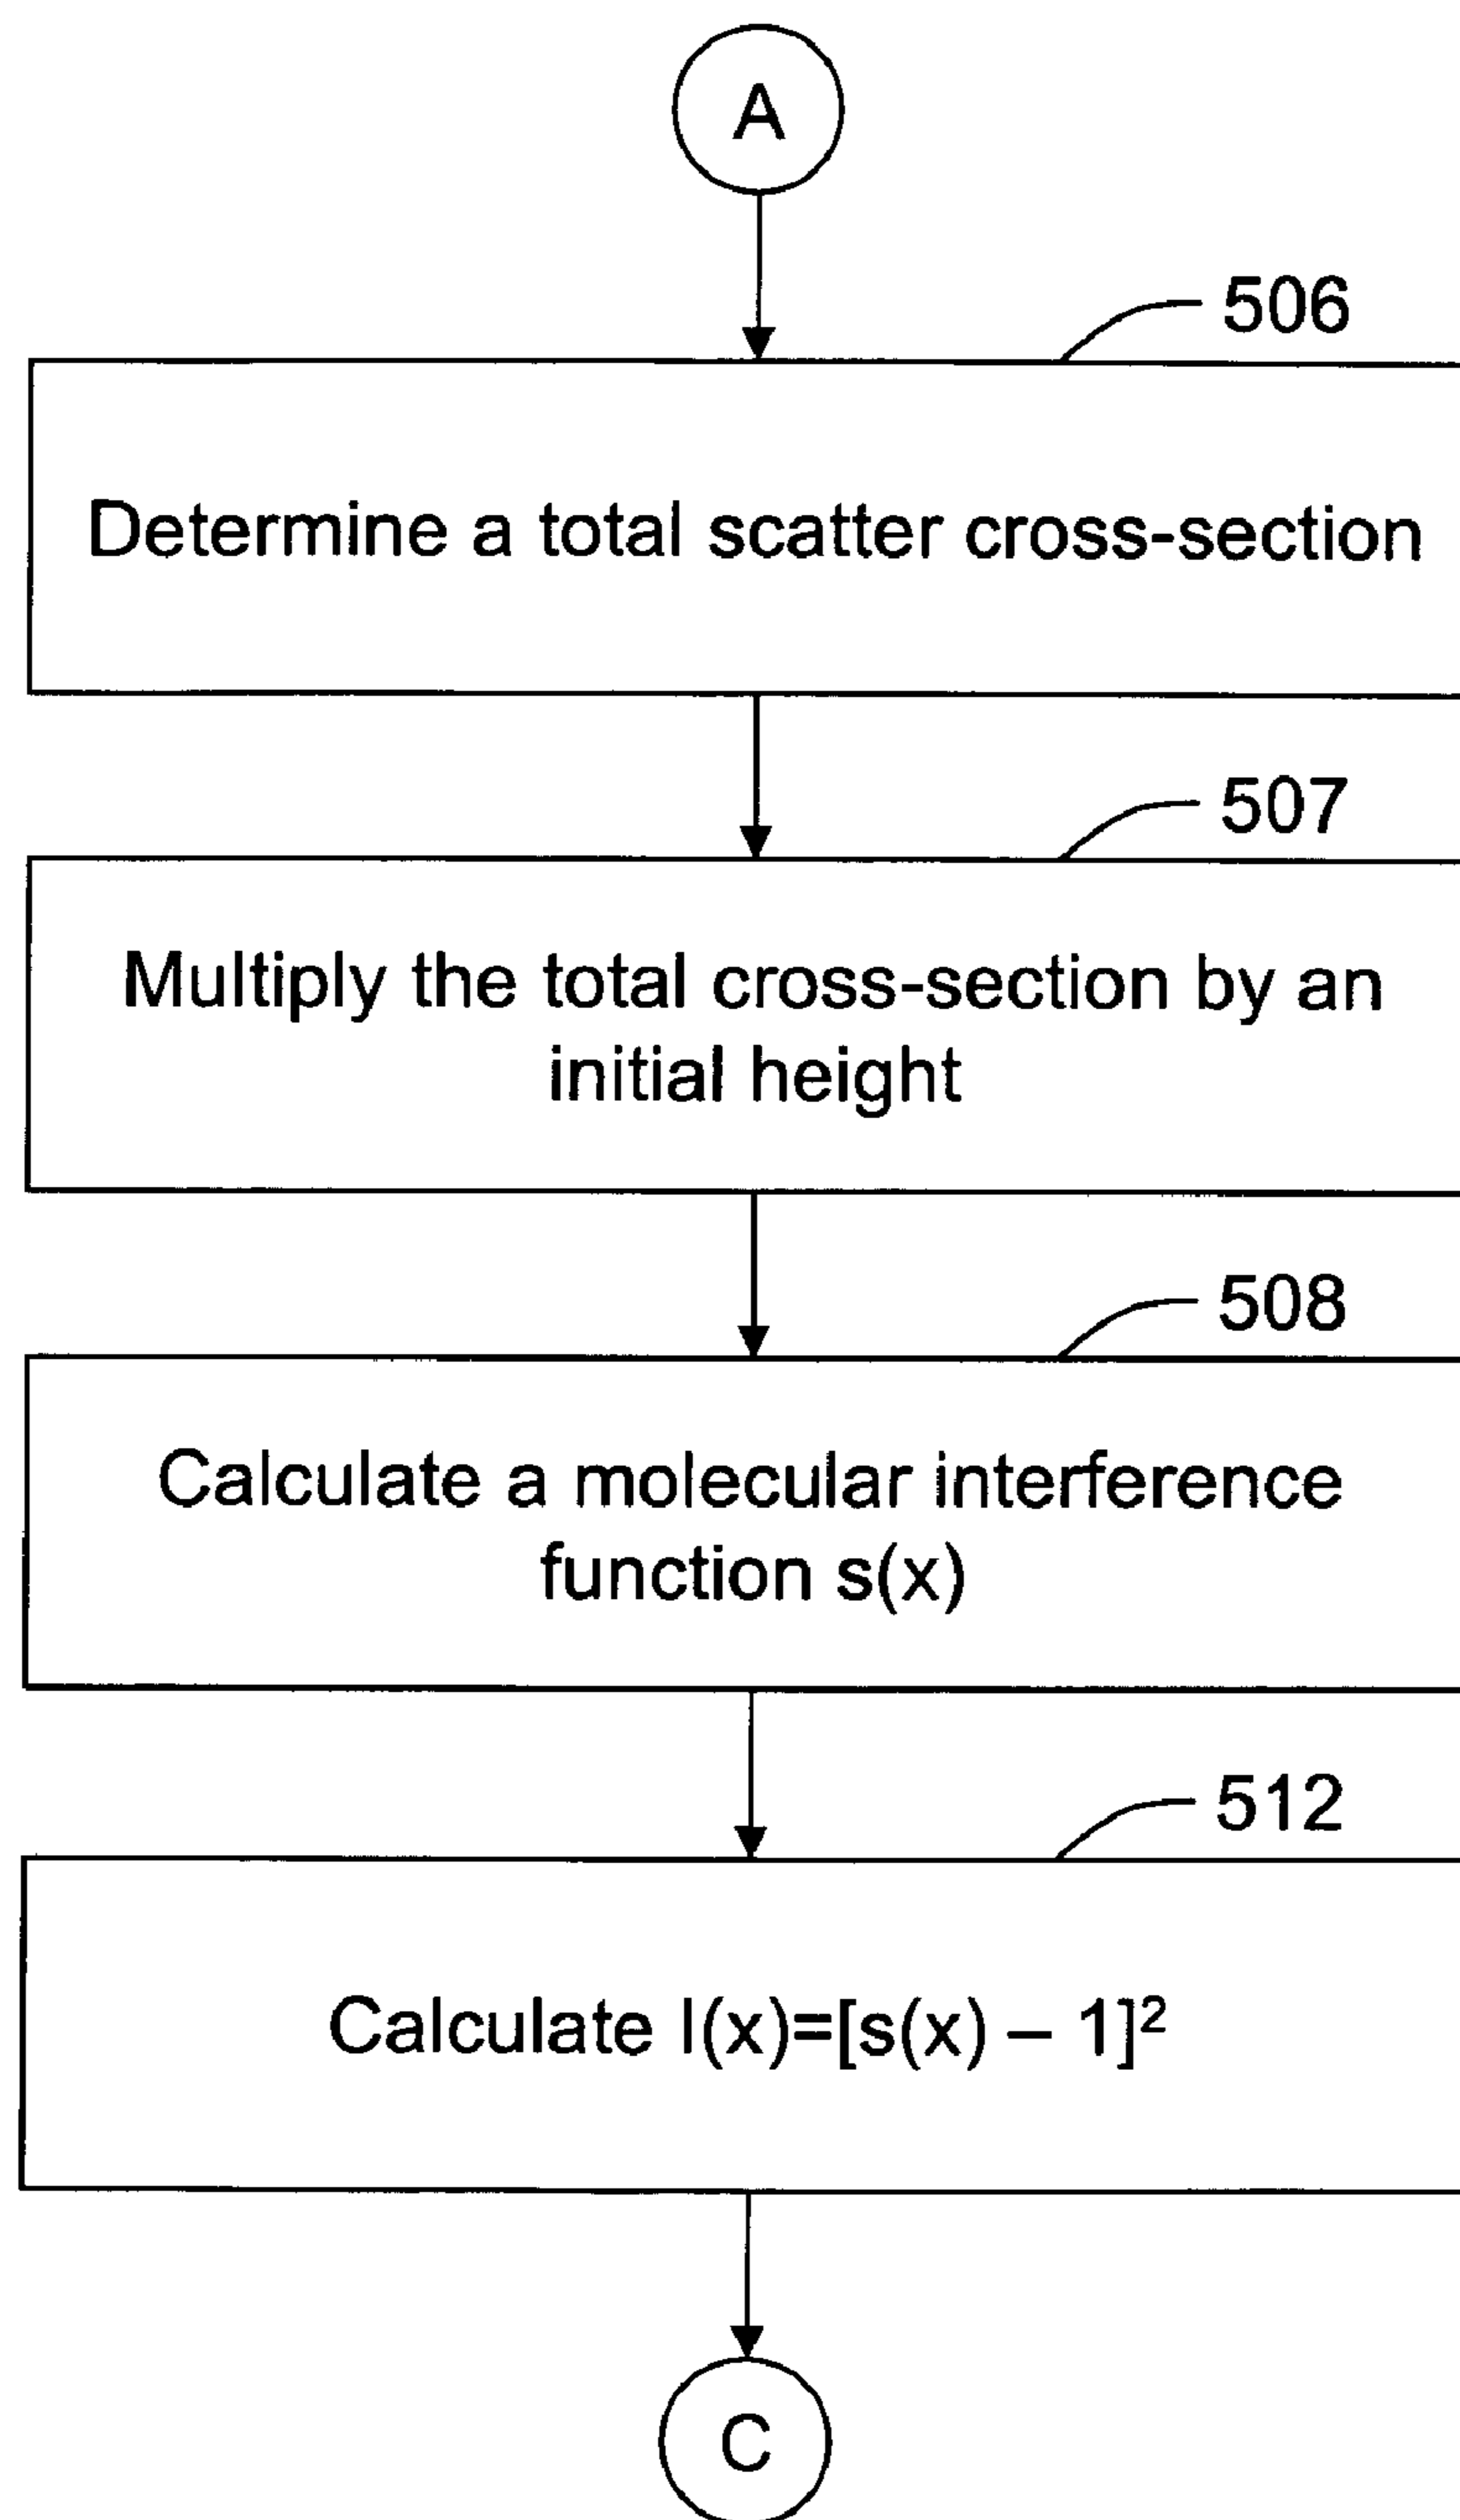 A
506
Determine a total scatter cross-section
507
Multiply the total cross-section by an
initial height
508
Calculate a molecular interference
function s(x)
512
Calculate I(x)=[s(x) – 1]²
C